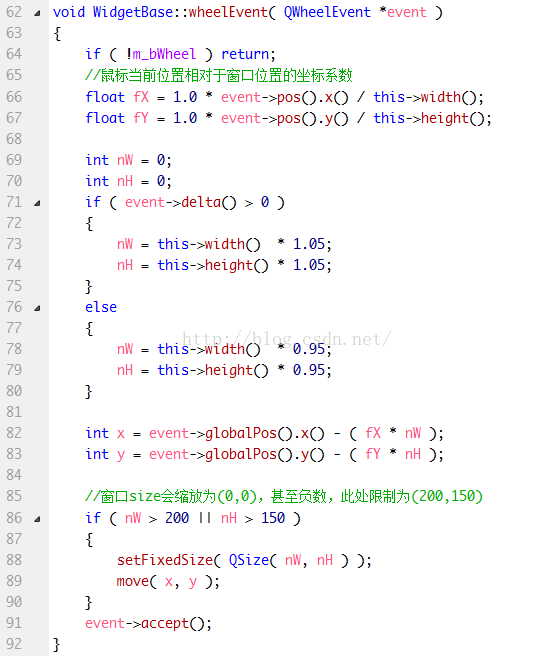 62 void WidgetBase::wheelEvent( QWheelEvent *event )
63 {
64     if ( !m_bWheel ) return;
65     //鼠标当前位置相对于窗口位置的坐标系数
66     float fX = 1.0 * event->pos().x() / this->width();
67     float fY = 1.0 * event->pos().y() / this->height();
68
69     int nW = 0;
70     int nH = 0;
71     if ( event->delta() > 0 )
72     {
73         nW = this->width()  * 1.05;
74         nH = this->height() * 1.05;
75     }
76     else
77     {
http://blog.csdn.net/
78         nW = this->width()  * 0.95;
79         nH = this->height() * 0.95;
80     }
81
82     int x = event->globalPos().x() - ( fX * nW );
83     int y = event->globalPos().y() - ( fY * nH );
84
85     //窗口size会缩放为(0,0)，甚至负数，此处限制为(200,150)
86     if ( nW > 200 || nH > 150 )
87     {
88         setFixedSize( QSize( nW, nH ) );
89         move( x, y );
90     }
91     event->accept();
92 }